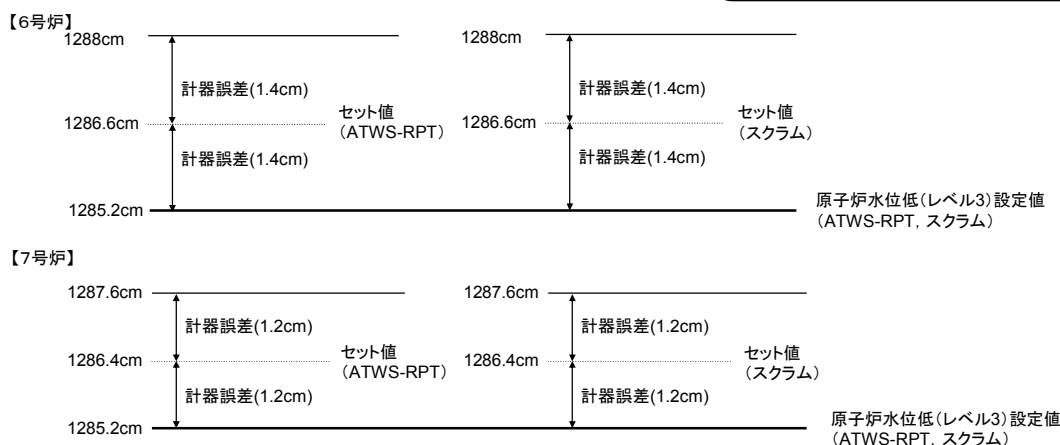 【6号炉】
1288cm
1288cm
計器誤差(1.4cm)
計器誤差(1.4cm)
1286.6cm
セット値
(ATWS-RPT)
1286.6cm
セット値
(スクラム)
計器誤差(1.4cm)
計器誤差(1.4cm)
1285.2cm
原子炉水位低(レベル3)設定値
(ATWS-RPT, スクラム)
【7号炉】
1287.6cm
1287.6cm
計器誤差(1.2cm)
計器誤差(1.2cm)
1286.4cm
セット値
(ATWS-RPT)
1286.4cm
セット値
(スクラム)
計器誤差(1.2cm)
計器誤差(1.2cm)
1285.2cm
原子炉水位低(レベル3)設定値
(ATWS-RPT, スクラム)